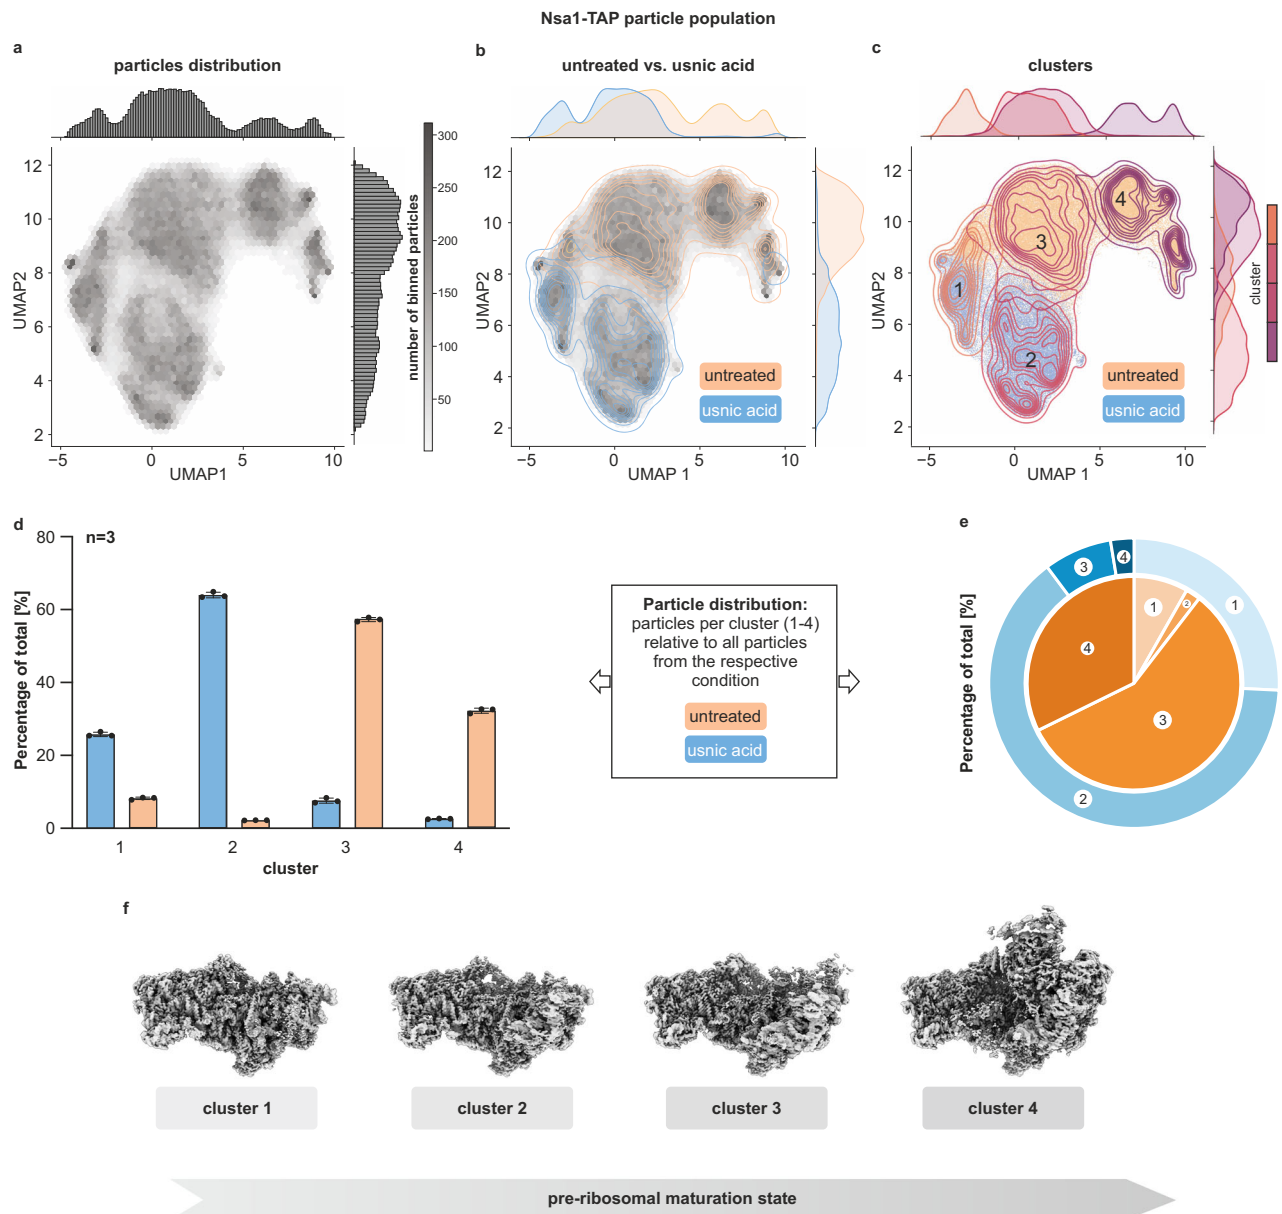 Nsa1-TAP particle population
a
particles distribution
12
10
8
6
4
2
UMAP2
−5
0
5
10
UMAP1
300
250
200
150
100
50
number of binned particles
b
untreated vs. usnic acid
12
10
8
6
4
2
UMAP2
untreated
usnic acid
−5
0
5
10
UMAP 1
c
clusters
12
10
8
6
4
2
UMAP2
1
2
3
4
untreated
usnic acid
−5
0
5
10
UMAP 1
cluster
d
n=3
80
60
40
20
0
Percentage of total [%]
1
2
3
4
cluster
Particle distribution:
particles per cluster (1-4)
relative to all particles
from the respective
condition
untreated
usnic acid
e
Percentage of total [%]
3
4
1
2
1
2
3
4
f
cluster 1
cluster 2
cluster 3
cluster 4
pre-ribosomal maturation state